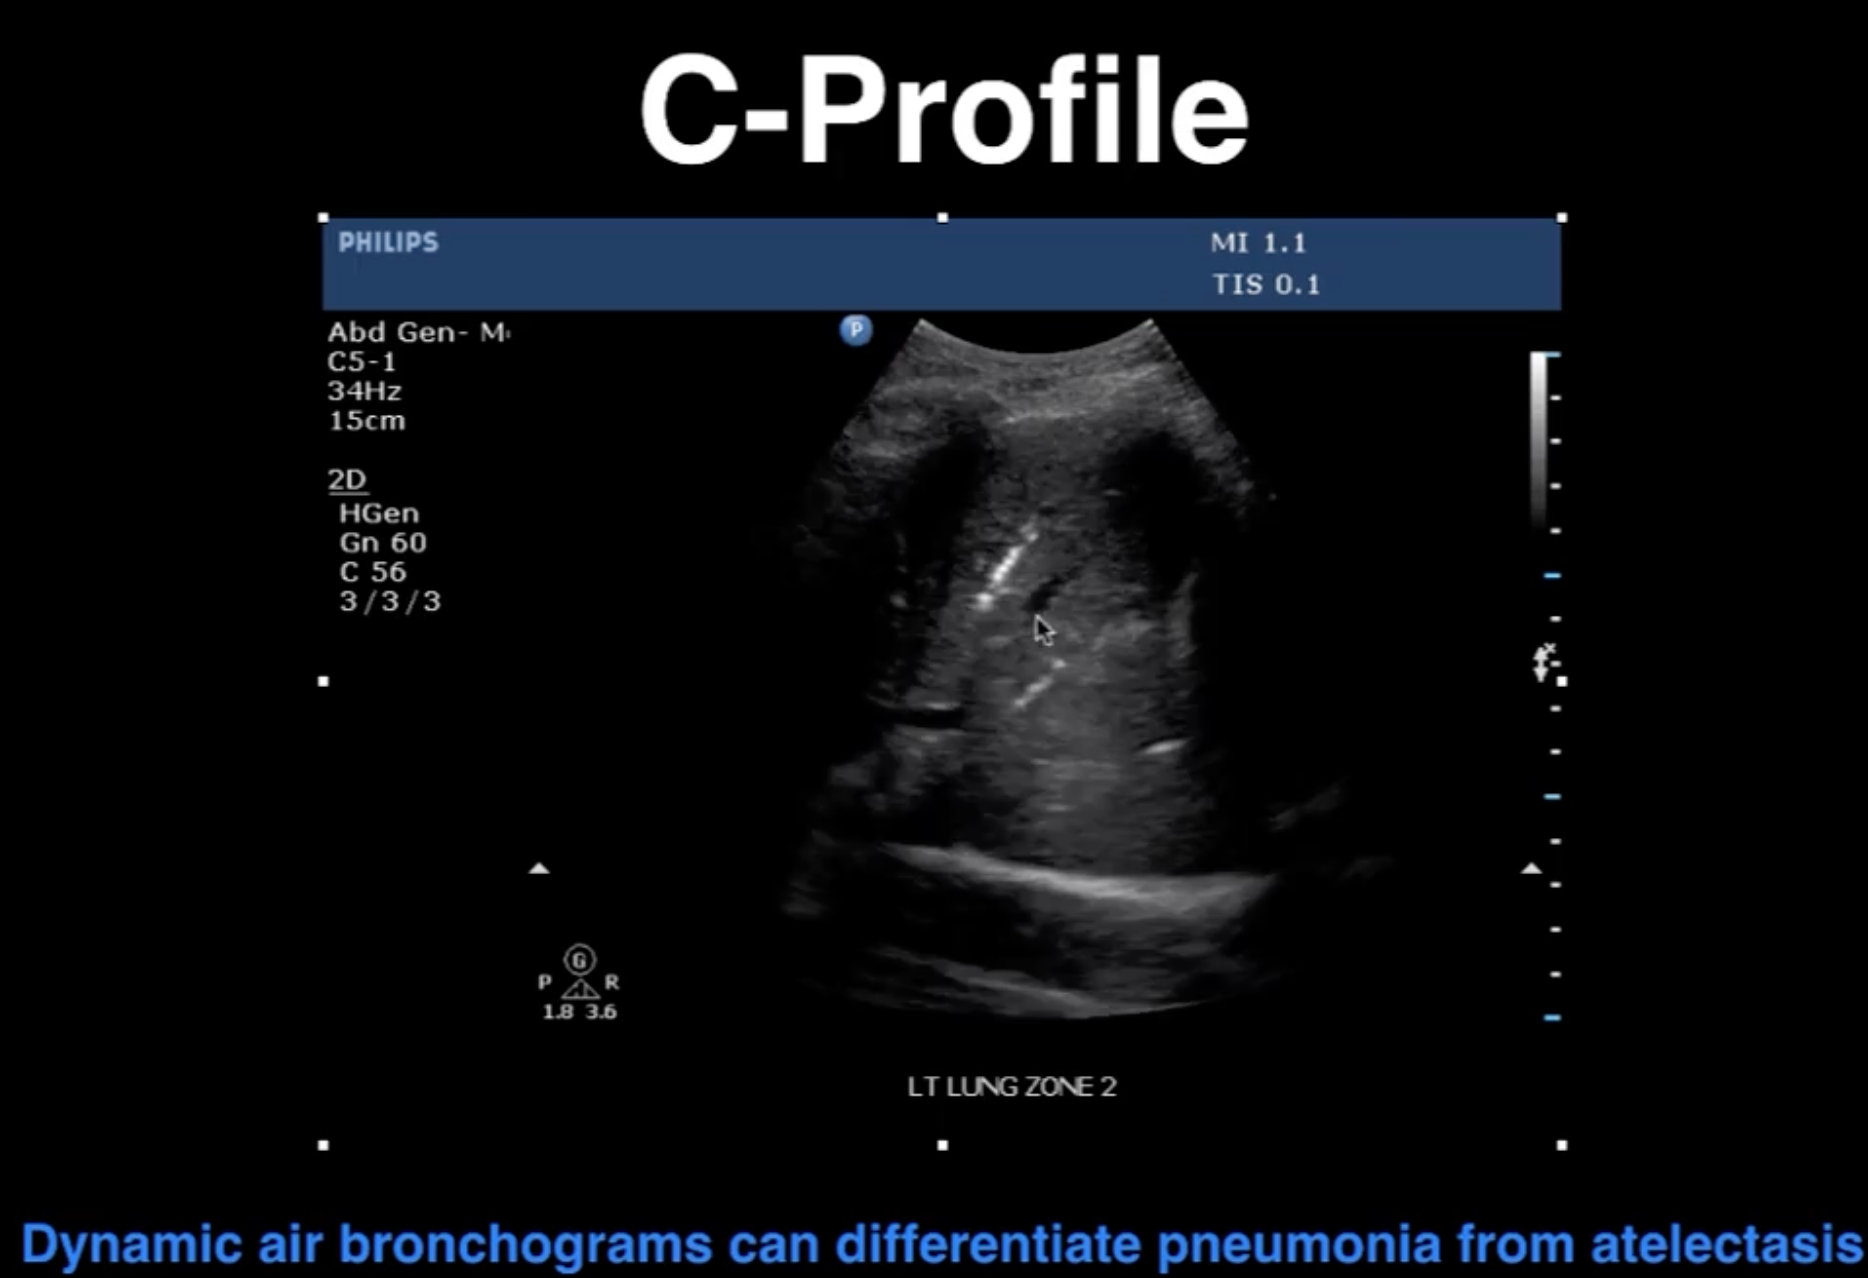 C-Profile
PHILIPS
MI 1.1
TIS 0.1
P
Abd Gen- M
C5-1
34Hz
15cm
2D
HGen
Gn 60
C 56
3/3/3
G
P R
1.8 3.6
LT LUNG ZONE 2
Dynamic air bronchograms can differentiate pneumonia from atelectasis